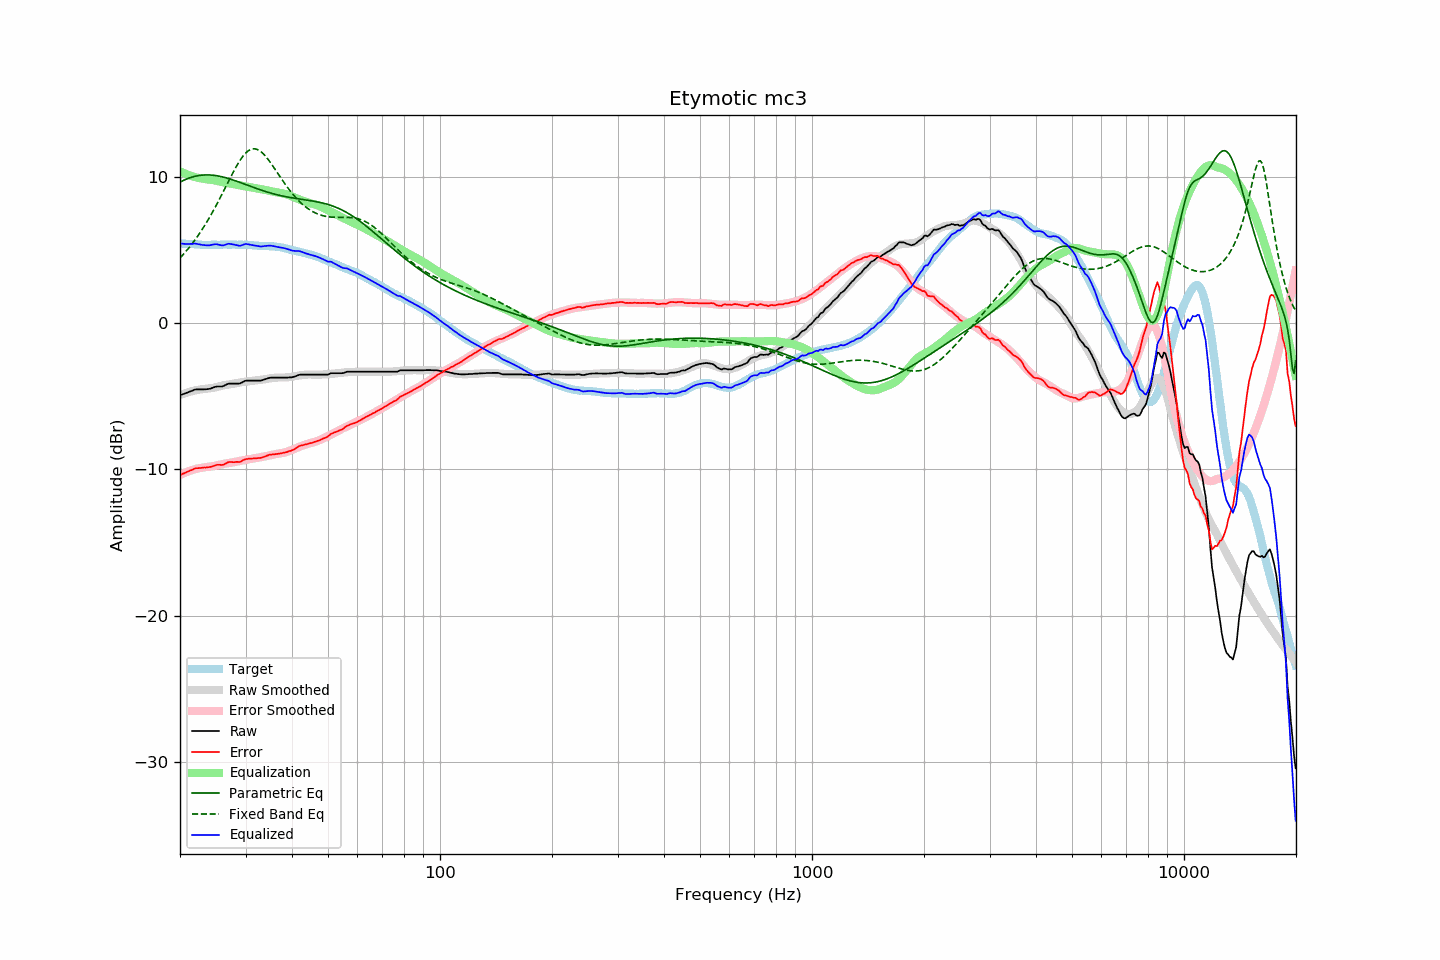 Etymotic mc3
Amplitude (dBr)
10
0
−10
−20
−30
Target
Raw Smoothed
Error Smoothed
Raw
Error
Equalization
Parametric Eq
Fixed Band Eq
Equalized
100
1000
10000
Frequency (Hz)